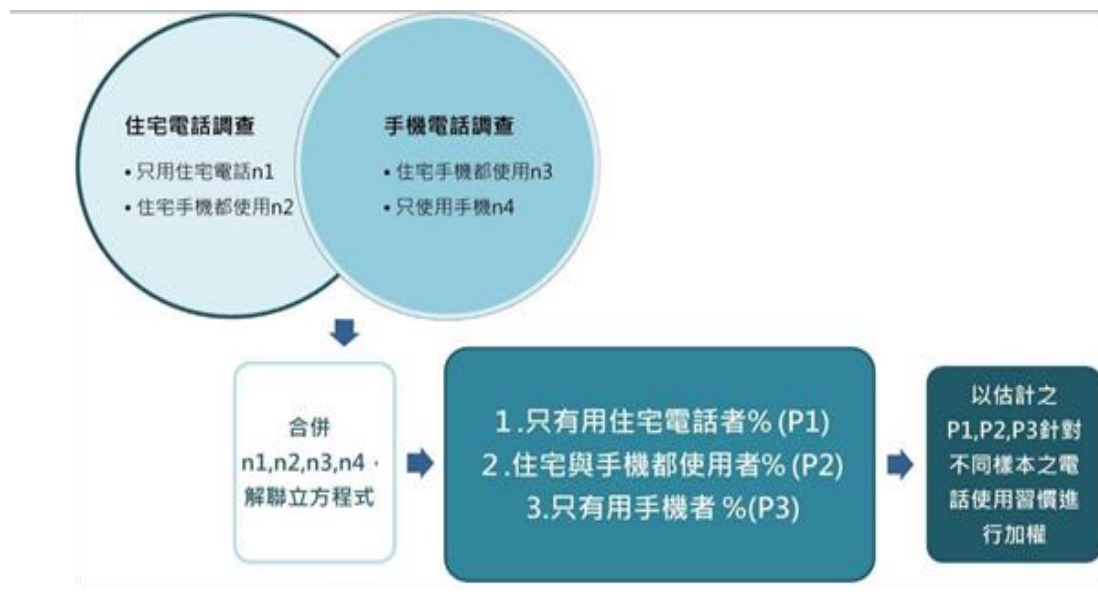 住宅電話調查
• 只用住宅電話n1
• 住宅手機都使用n2
手機電話調查
• 住宅手機都使用n3
• 只使用手機n4
合併
n1,n2,n3,n4，
解聯立方程式
1.只有用住宅電話者% (P1)
2.住宅與手機都使用者% (P2)
3.只有用手機者 %(P3)
以估計之
P1,P2,P3針對
不同樣本之電
話使用習慣進
行加權